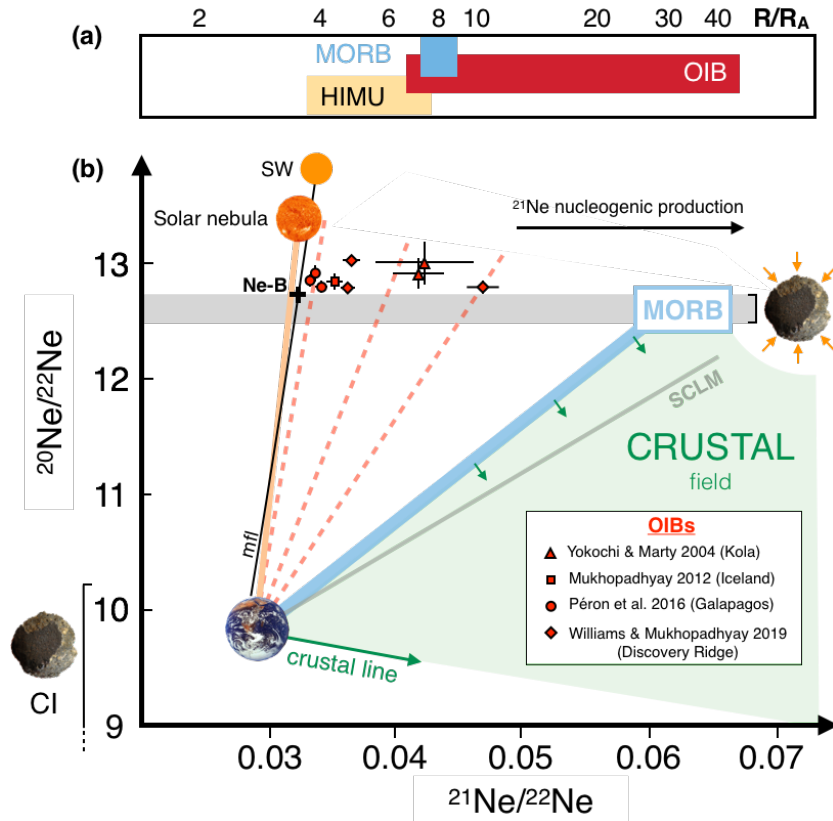 2 4 6 8 10 20 30 40 R/RA
(a)
MORB
OIB
HIMU
(b)
SW
Solar nebula
21Ne nucleogenic production
13
Ne-B
MORB
12
SCLM
20Ne/22Ne
CRUSTAL
field
11
OIBs
mfl
Yokochi & Marty 2004 (Kola)
Mukhopadhyay 2012 (Iceland)
10
Péron et al. 2016 (Galapagos)
Williams & Mukhopadhyay 2019
(Discovery Ridge)
crustal line
CI
9
0.03 0.04 0.05 0.06 0.07
21Ne/22Ne